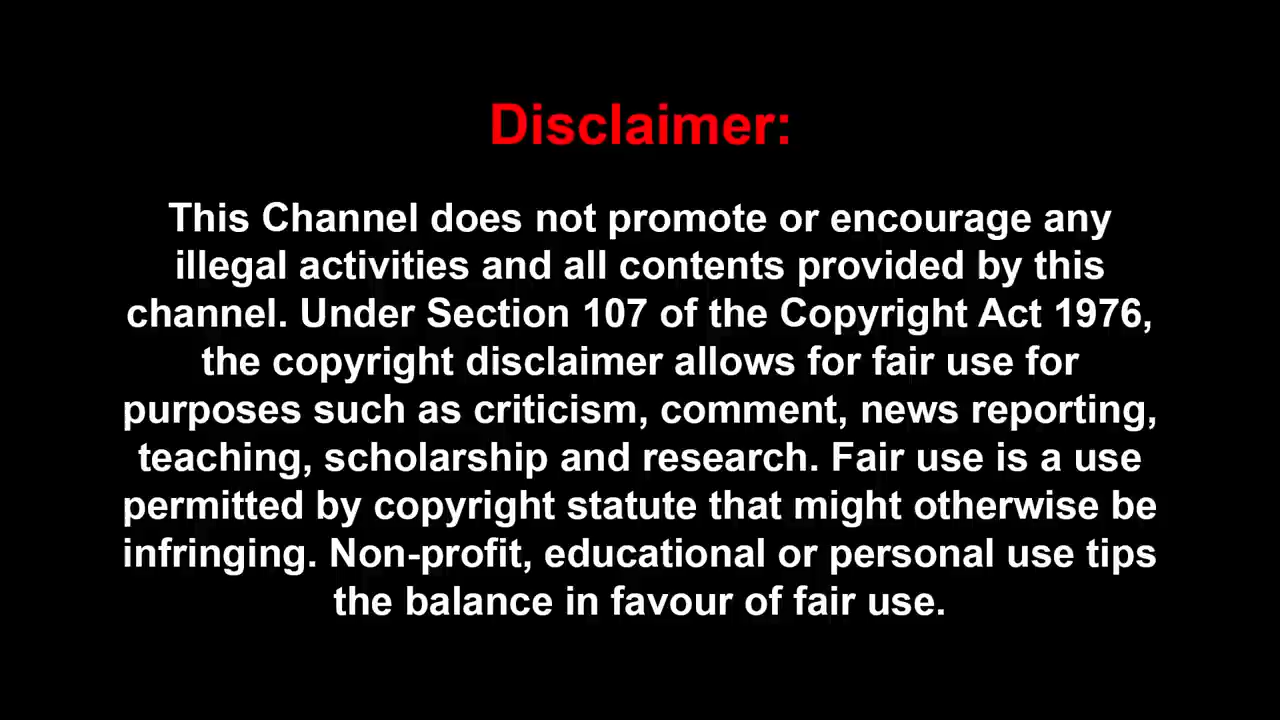 Disclaimer:
This Channel does not promote or encourage any
illegal activities and all contents provided by this
channel. Under Section 107 of the Copyright Act 1976,
the copyright disclaimer allows for fair use for
purposes such as criticism, comment, news reporting,
teaching, scholarship and research. Fair use is a use
permitted by copyright statute that might otherwise be
infringing. Non-profit, educational or personal use tips
the balance in favour of fair use.